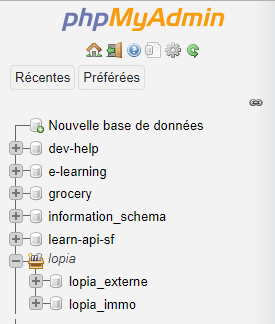 phpMyAdmin
Récentes Préférées
Nouvelle base de données
dev-help
e-learning
grocery
information_schema
learn-api-sf
lopia
lopia_externe
lopia_immo